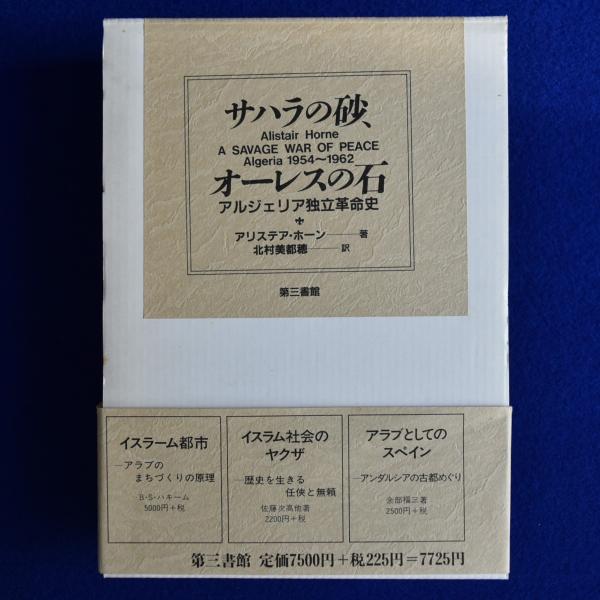 サハラの砂、
Alistair Horne
A SAVAGE WAR OF PEACE
Algeria 1954〜1962
オーレスの石
アルジェリア独立革命史
アリステア・ホーン――著
北村美都穂――訳
第三書館
イスラーム都市
―アラブの
まちづくりの原理
B・S・ハキーム
5000円+税
イスラム社会の
ヤクザ
―歴史を生きる
任侠と無頼
佐藤次高他著
2200円+税
アラブとしての
スペイン
―アンダルシアの古都めぐり
余部福三著
2500円+税
第三書館 定価7500円+税225円=7725円